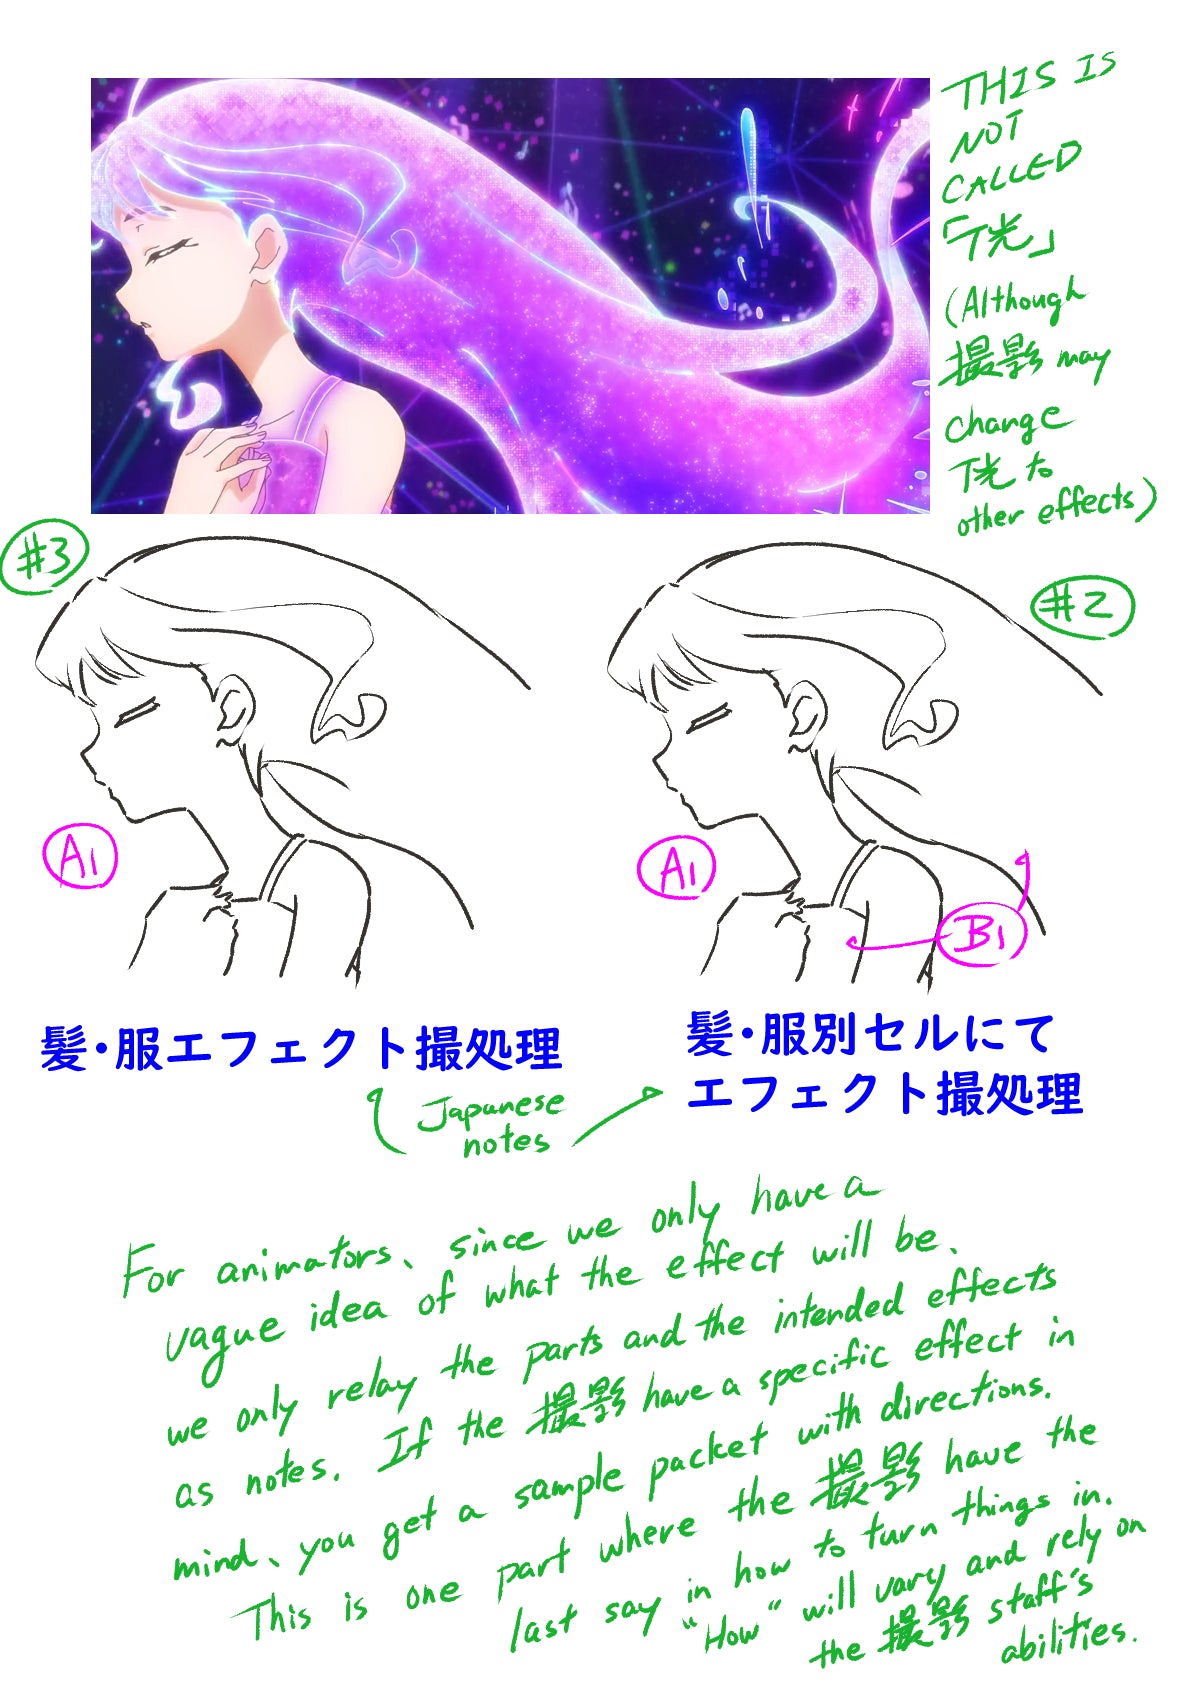 THIS IS
NOT
CALLED
「T光」
(Although
撮影 may
change
T光 to
other effects)
#3
#2
A1
A1
B1
髪・服エフェクト撮処理
髪・服別セルにて
エフェクト撮処理
Japanese
notes
For animators、since we only have a
vague idea of what the effect will be、
we only relay the parts and the intended effects
as notes. If the 撮影 have a specific effect in
mind、you get a sample packet with directions.
This is one part where the 撮影 have the
last say in how to turn things in.
"How" will vary and rely on
the 撮影 staff's
abilities.